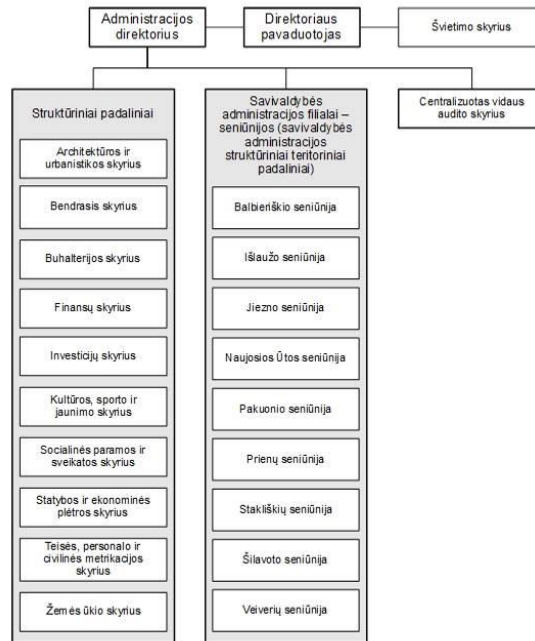 Administracijos
direktorius
Direktoriaus
pavaduotojas
Švietimo skyrius
Struktūriniai padaliniai
Architektūros ir
urbanistikos skyrius
Bendrasis skyrius
Buhalterijos skyrius
Finansų skyrius
Investicijų skyrius
Kultūros, sporto ir
jaunimo skyrius
Socialinės paramos ir
sveikatos skyrius
Statybos ir ekonominės
plėtros skyrius
Teisės, personalo ir
civilinės metrikacijos
skyrius
Žemės ūkio skyrius
Savivaldybės
administracijos filialai –
seniūnijos (savivaldybės
administracijos
struktūriniai teritoriniai
padaliniai)
Balbieriškio seniūnija
Išlaužo seniūnija
Jiezno seniūnija
Naujosios Ūtos seniūnija
Pakuonio seniūnija
Prienų seniūnija
Stakliškių seniūnija
Šilavoto seniūnija
Veiverių seniūnija
Centralizuotas vidaus
audito skyrius